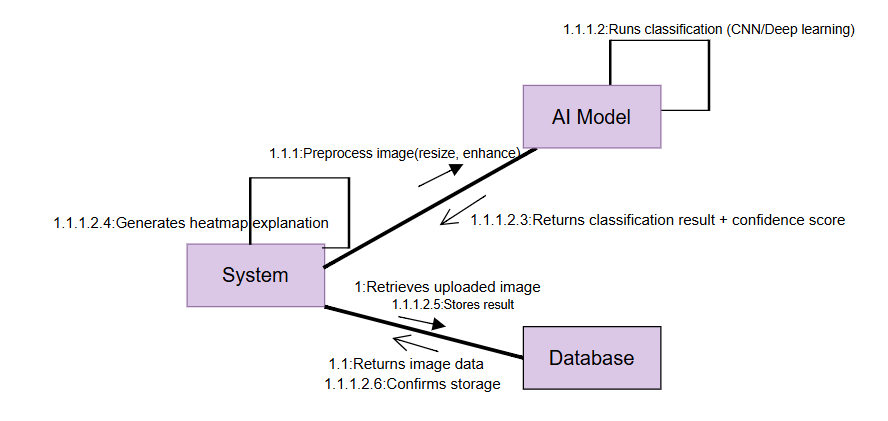 1.1.1.2:Runs classification (CNN/Deep learning)
AI Model
1.1.1:Preprocess image(resize, enhance)
1.1.1.2.4:Generates heatmap explanation
1.1.1.2.3:Returns classification result + confidence score
System
1:Retrieves uploaded image
1.1.1.2.5:Stores result
Database
1.1:Returns image data
1.1.1.2.6:Confirms storage